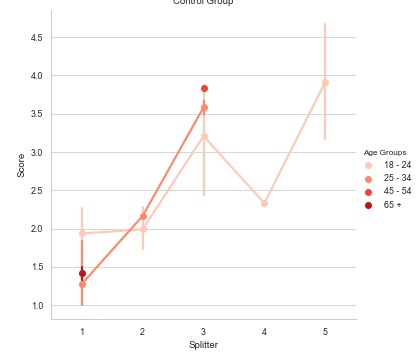 Control Group
4.5
4.0
3.5
3.0
2.5
2.0
1.5
1.0
Score
1 2 3 4 5
Splitter
Age Groups
18 - 24
25 - 34
45 - 54
65 +